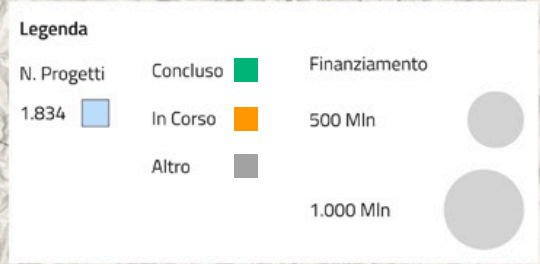 Legenda
N. Progetti
1.834
Concluso
In Corso
Altro
Finanziamento
500 Mln
1.000 Mln